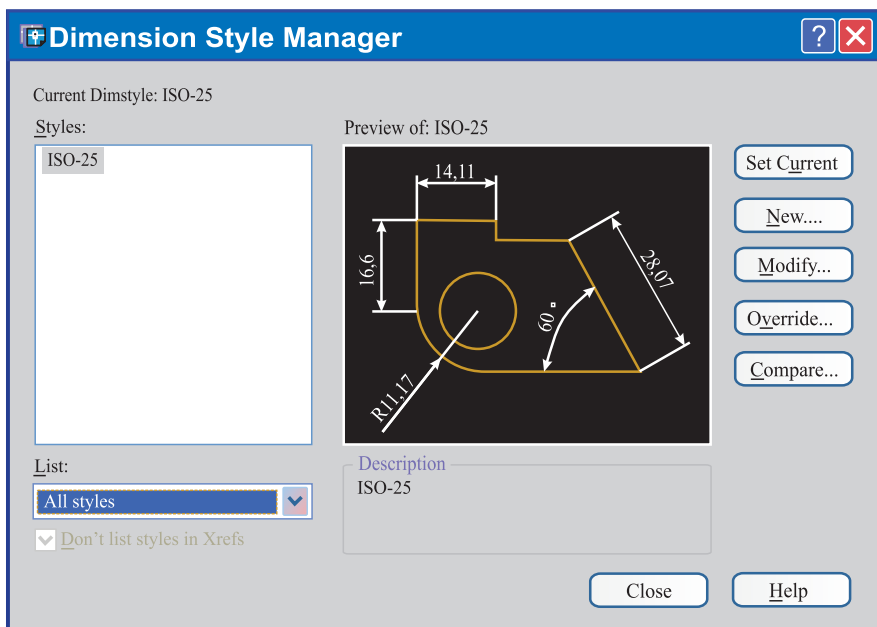 Dimension Style Manager
?
Current Dimstyle: ISO-25
Styles:
ISO-25
Preview of: ISO-25
14,11
16,6
28,07
60°
R11,17
Set Current
New....
Modify...
Override...
Compare...
List:
All styles
Don't list styles in Xrefs
Description
ISO-25
Close
Help